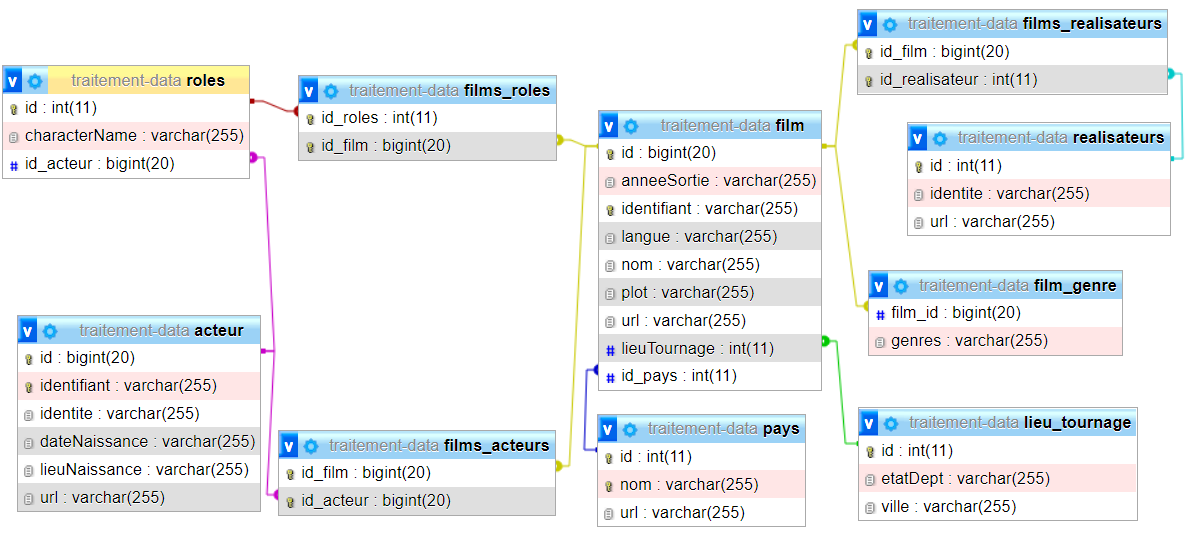 traitement-data roles
id : int(11)
characterName : varchar(255)
# id_acteur : bigint(20)
traitement-data films_roles
id_roles : int(11)
id_film : bigint(20)
traitement-data film
id : bigint(20)
anneeSortie : varchar(255)
identifiant : varchar(255)
langue : varchar(255)
nom : varchar(255)
plot : varchar(255)
url : varchar(255)
# lieuTournage : int(11)
# id_pays : int(11)
traitement-data films_realisateurs
id_film : bigint(20)
id_realisateur : int(11)
traitement-data realisateurs
id : int(11)
identite : varchar(255)
url : varchar(255)
traitement-data film_genre
# film_id : bigint(20)
genres : varchar(255)
traitement-data acteur
id : bigint(20)
identifiant : varchar(255)
identite : varchar(255)
dateNaissance : varchar(255)
lieuNaissance : varchar(255)
url : varchar(255)
traitement-data films_acteurs
id_film : bigint(20)
id_acteur : bigint(20)
traitement-data pays
id : int(11)
nom : varchar(255)
url : varchar(255)
traitement-data lieu_tournage
id : int(11)
etatDept : varchar(255)
ville : varchar(255)